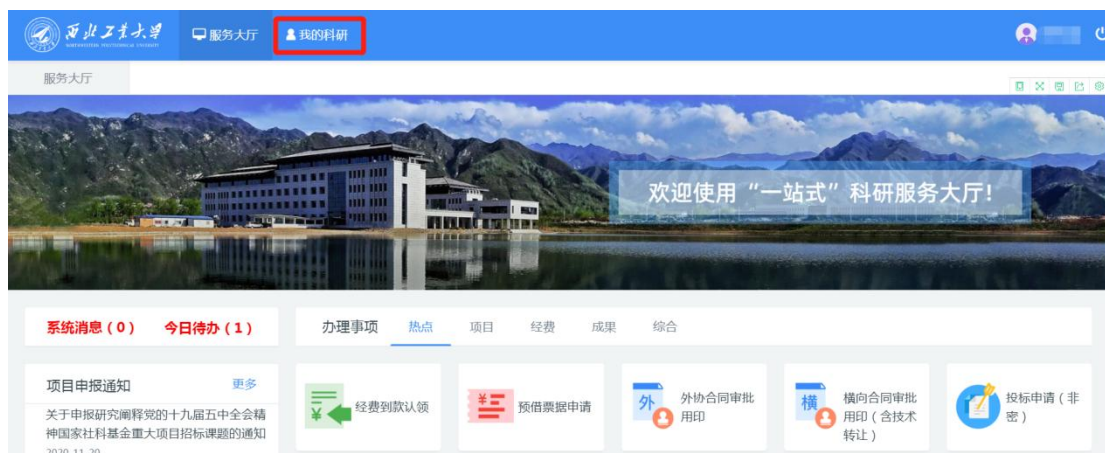 西北工业大学
NORTHWESTERN POLYTECHNICAL UNIVERSITY
服务大厅
我的科研
服务大厅
欢迎使用“一站式”科研服务大厅!
系统消息（0）
今日待办（1）
办理事项
热点
项目
经费
成果
综合
项目申报通知
更多
关于申报研究阐释党的十九届五中全会精
神国家社科基金重大项目招标课题的通知
2020-11-20
经费到款认领
预借票据申请
外
外协合同审批
用印
横
横向合同审批
用印（含技术
转让）
投标申请（非
密）